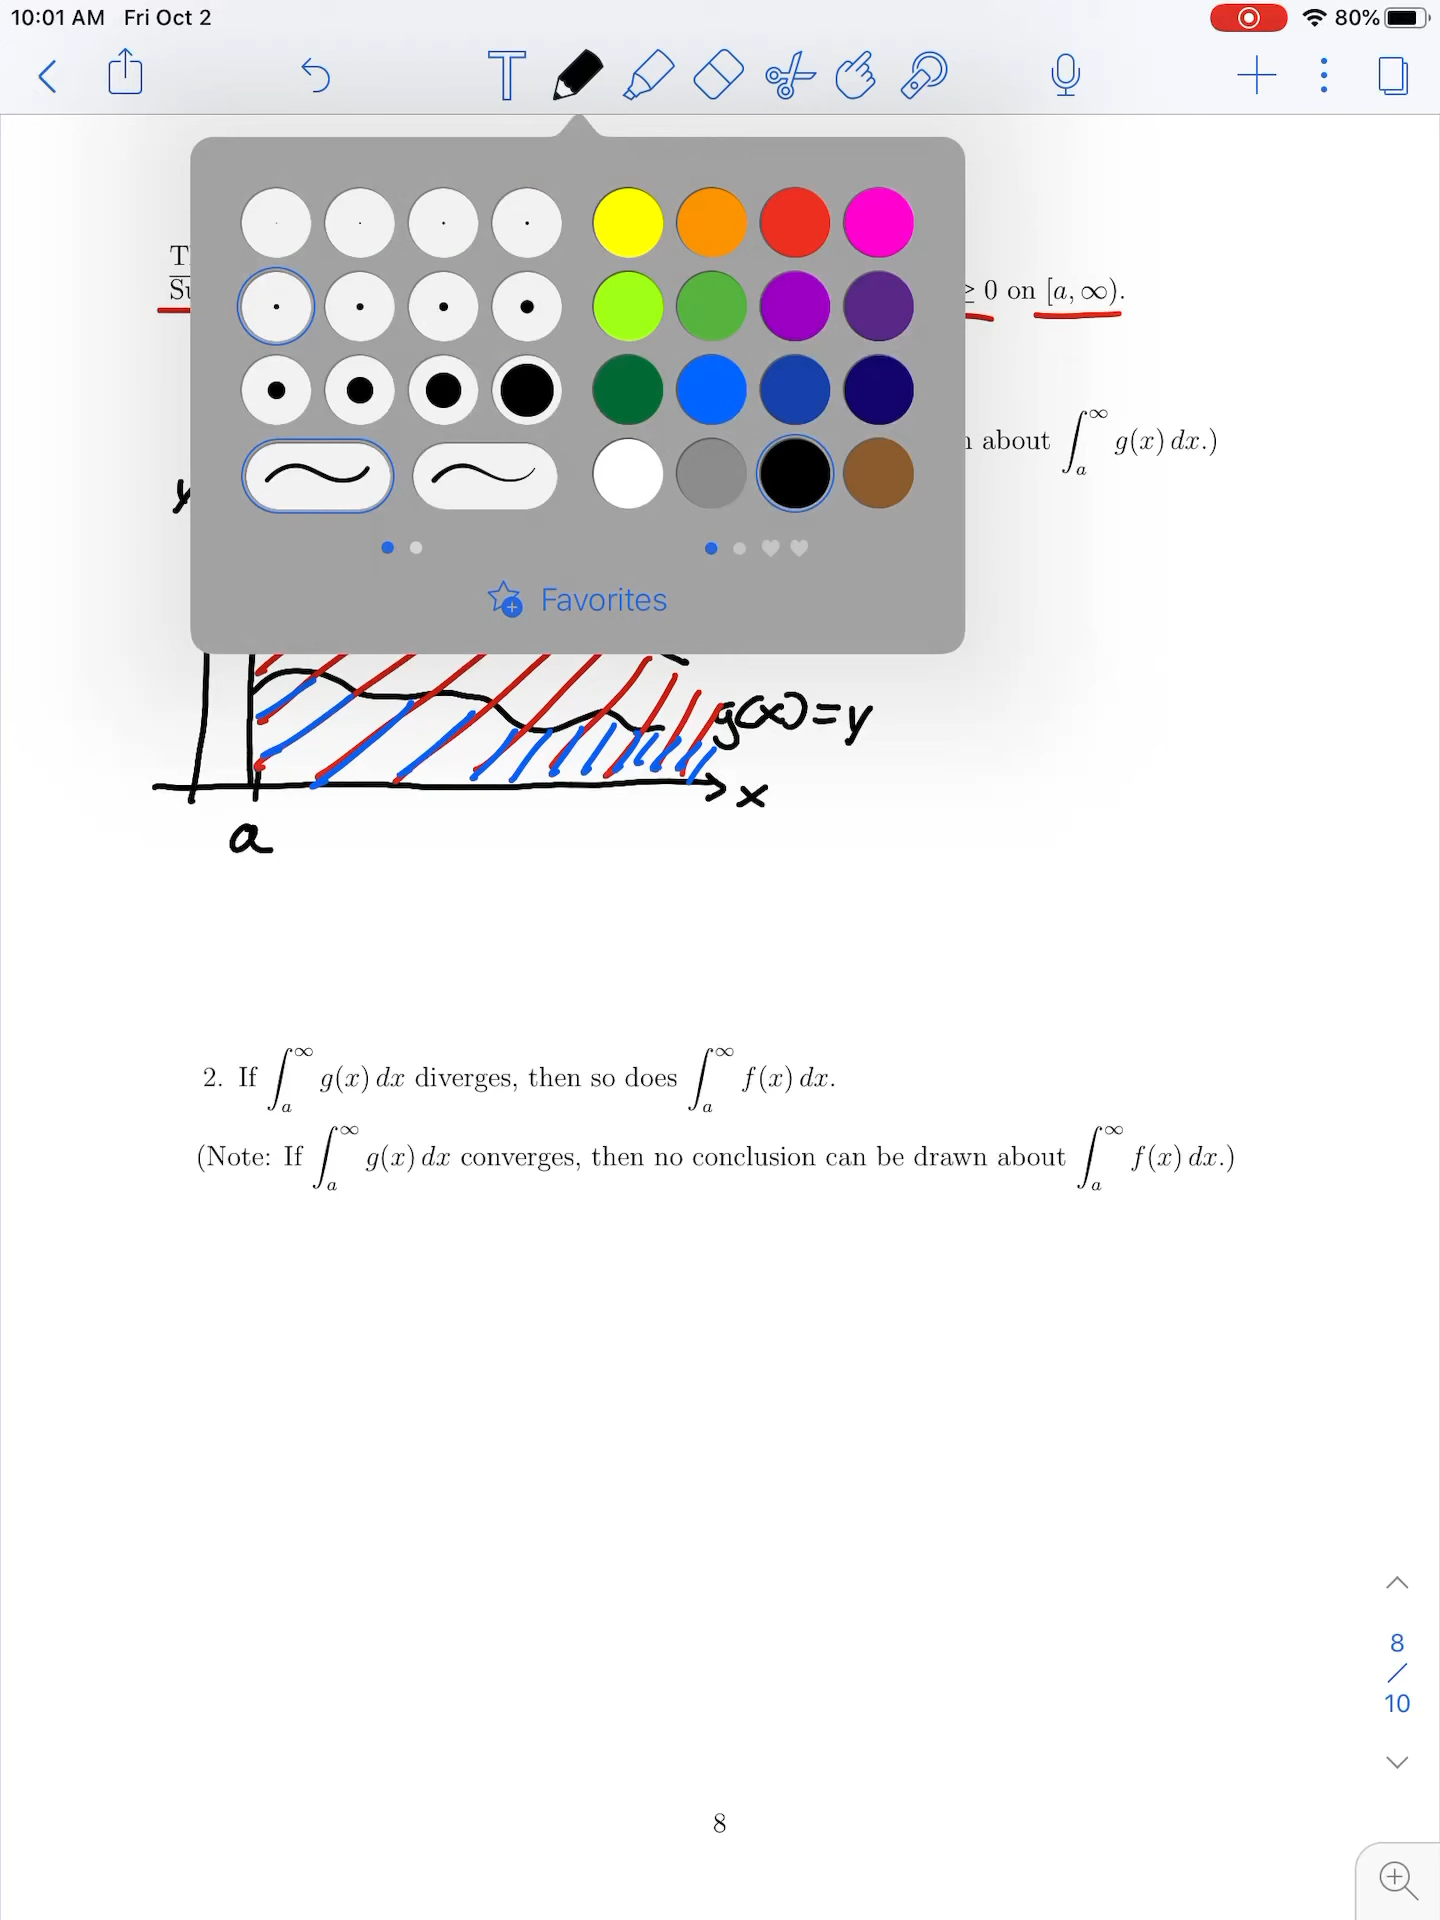 10:01 AM Fri Oct 2
80%
≥ 0 on [a, ∞).
about ∫_a^∞ g(x) dx.)
y
Favorites
g(x)=y
x
a
2. If ∫_a^∞ g(x) dx diverges, then so does ∫_a^∞ f(x) dx.
(Note: If ∫_a^∞ g(x) dx converges, then no conclusion can be drawn about ∫_a^∞ f(x) dx.)
8
/
10
8